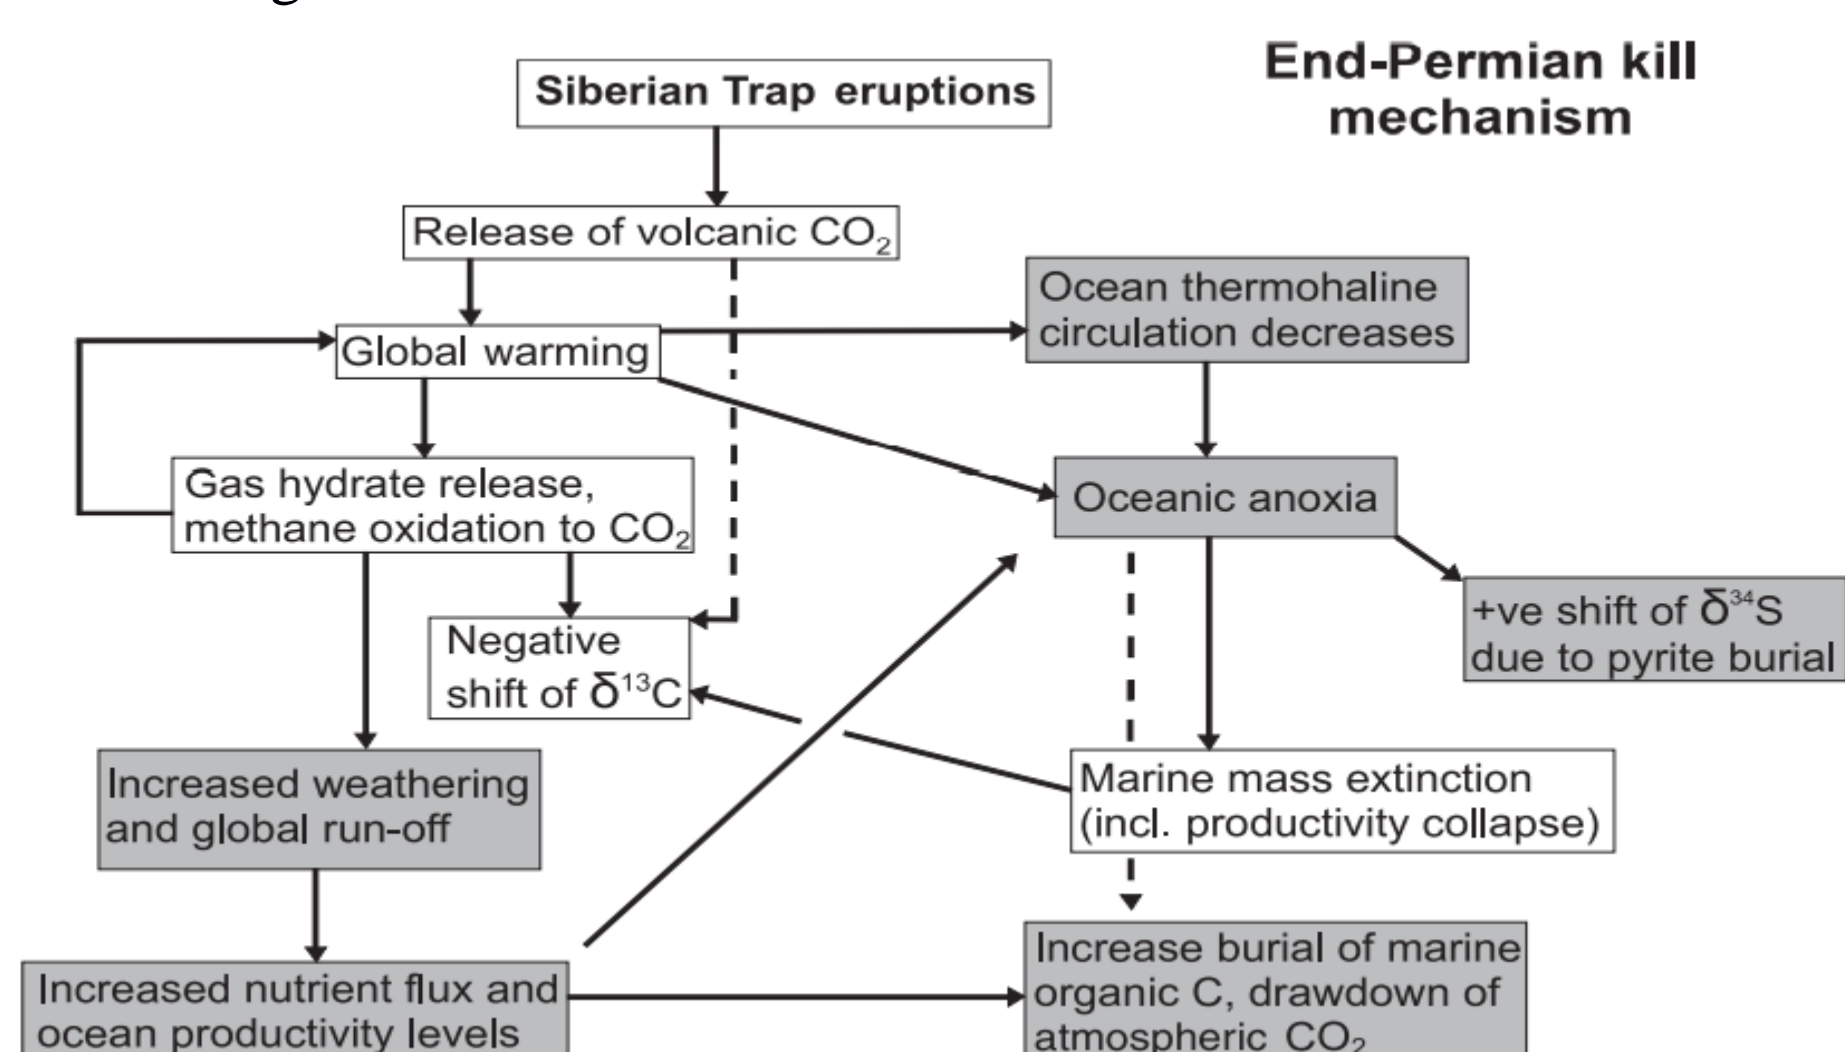 End-Permian kill
mechanism
Siberian Trap eruptions
Release of volcanic CO₂
Ocean thermohaline
circulation decreases
Global warming
Gas hydrate release,
methane oxidation to CO₂
Oceanic anoxia
+ve shift of δ³⁴S
due to pyrite burial
Negative
shift of δ¹³C
Increased weathering
and global run-off
Marine mass extinction
(incl. productivity collapse)
Increased nutrient flux and
ocean productivity levels
Increase burial of marine
organic C, drawdown of
atmospheric CO₂